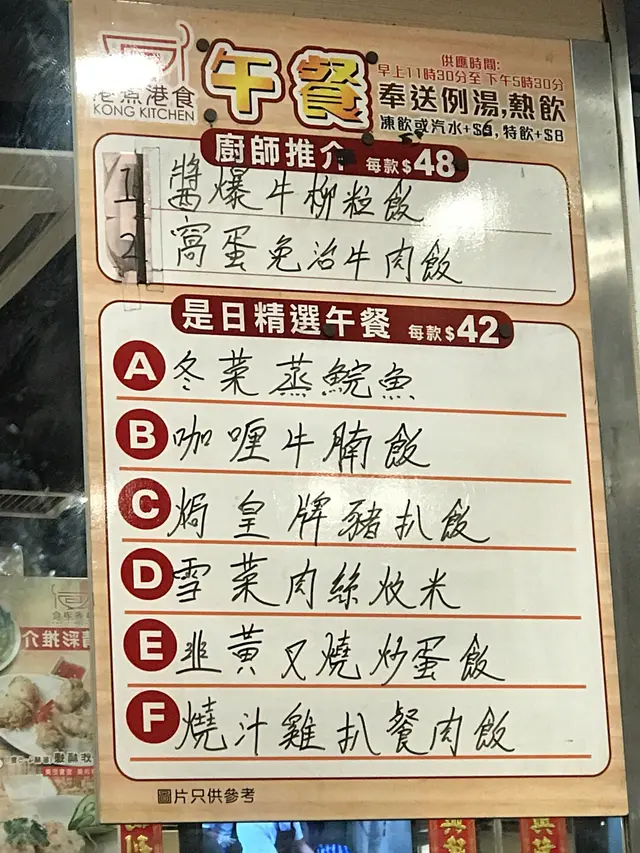 港煮港食
KONG KITCHEN
午餐
供應時間:
早上11時30分至下午5時30分
奉送例湯,熱飲
凍飲或汽水+$6,特飲+$8
廚師推介 每款$48
1 醬爆牛柳粒飯
2 窩蛋免治牛肉飯
是日精選午餐 每款$42
A 冬菜蒸鯇魚
B 咖喱牛腩飯
C 焗皇牌豬扒飯
D 雪菜肉絲炆米
E 韭黃叉燒炒蛋飯
F 燒汁雞扒餐肉飯
圖片只供參考